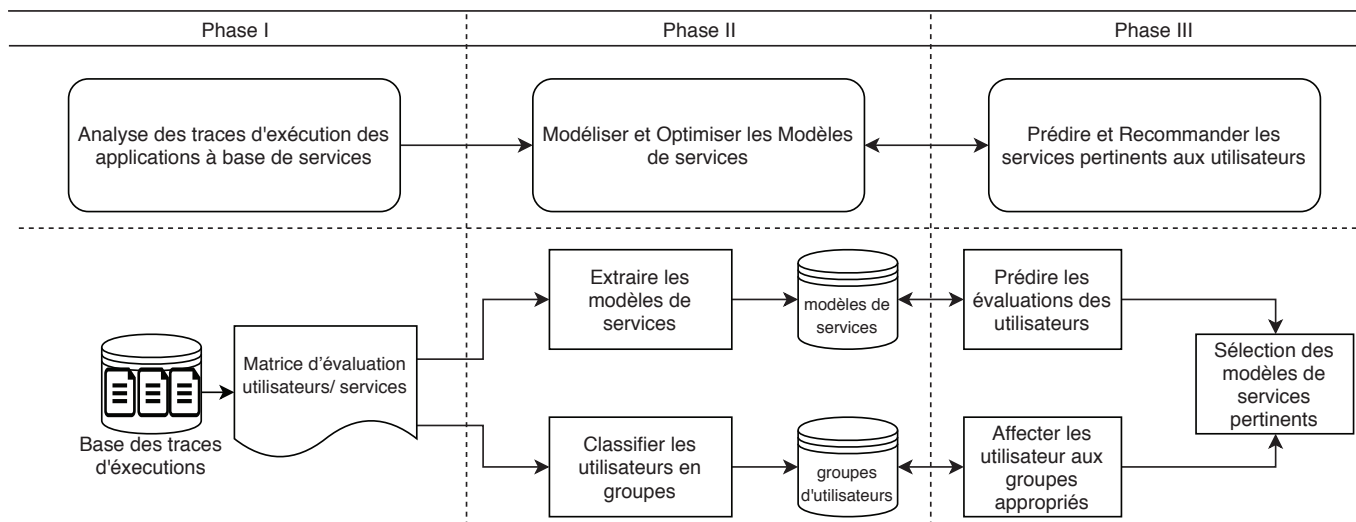 Phase I
Phase II
Phase III
Analyse des traces d'exécution des
applications à base de services
Modéliser et Optimiser les Modèles
de services
Prédire et Recommander les
services pertinents aux utilisateurs
Base des traces
d'éxecutions
Matrice d'évaluation
utilisateurs/ services
Extraire les
modèles de
services
modèles de
services
Prédire les
évaluations des
utilisateurs
Classifier les
utilisateurs en
groupes
groupes
d'utilisateurs
Affecter les
utilisateur aux
groupes
appropriés
Sélection des
modèles de
services
pertinents